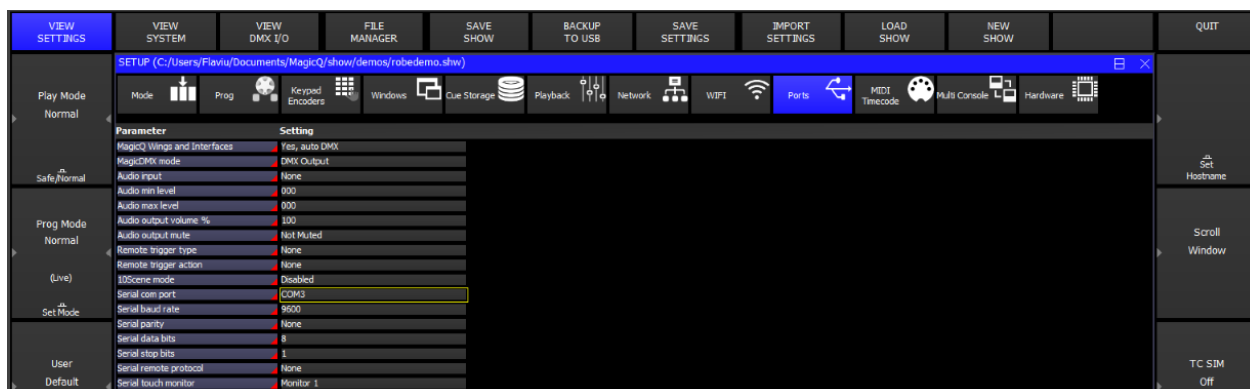 VIEW SETTINGS
VIEW SYSTEM
VIEW DMX I/O
FILE MANAGER
SAVE SHOW
BACKUP TO USB
SAVE SETTINGS
IMPORT SETTINGS
LOAD SHOW
NEW SHOW
QUIT
SETUP (C:/Users/Flaviu/Documents/MagicQ/show/demos/robedemo.shw)
Mode
Prog
Keypad Encoders
Windows
Cue Storage
Playback
Network
WIFI
Ports
MIDI Timecode
Multi Console
Hardware
Play Mode
Normal
Safe/Normal
Prog Mode
Normal
(Live)
Set Mode
User
Default
Parameter Setting
MagicQ Wings and Interfaces Yes, auto DMX
MagicDMX mode DMX Output
Audio input None
Audio min level 000
Audio max level 000
Audio output volume % 100
Audio output mute Not Muted
Remote trigger type None
Remote trigger action None
10Scene mode Disabled
Serial com port COM3
Serial baud rate 9600
Serial parity None
Serial data bits 8
Serial stop bits 1
Serial remote protocol None
Serial touch monitor Monitor 1
Set
Hostname
Scroll
Window
TC SIM
Off